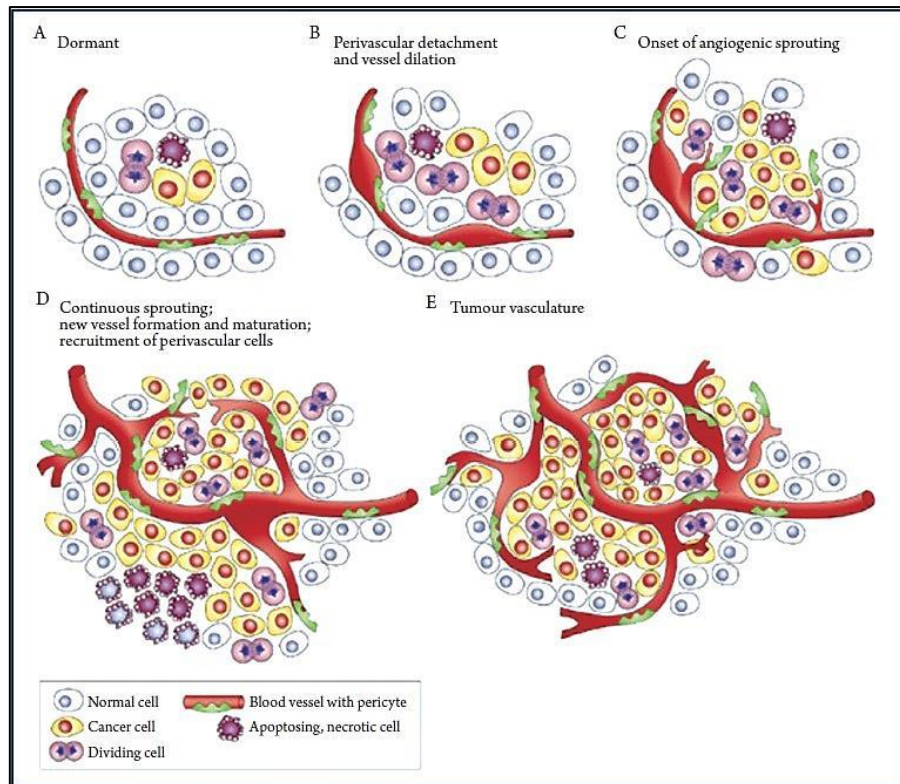 A Dormant
B Perivascular detachment
and vessel dilation
C Onset of angiogenic sprouting
D Continuous sprouting;
new vessel formation and maturation;
recruitment of perivascular cells
E Tumour vasculature
Normal cell
Cancer cell
Dividing cell
Blood vessel with pericyte
Apoptosing, necrotic cell